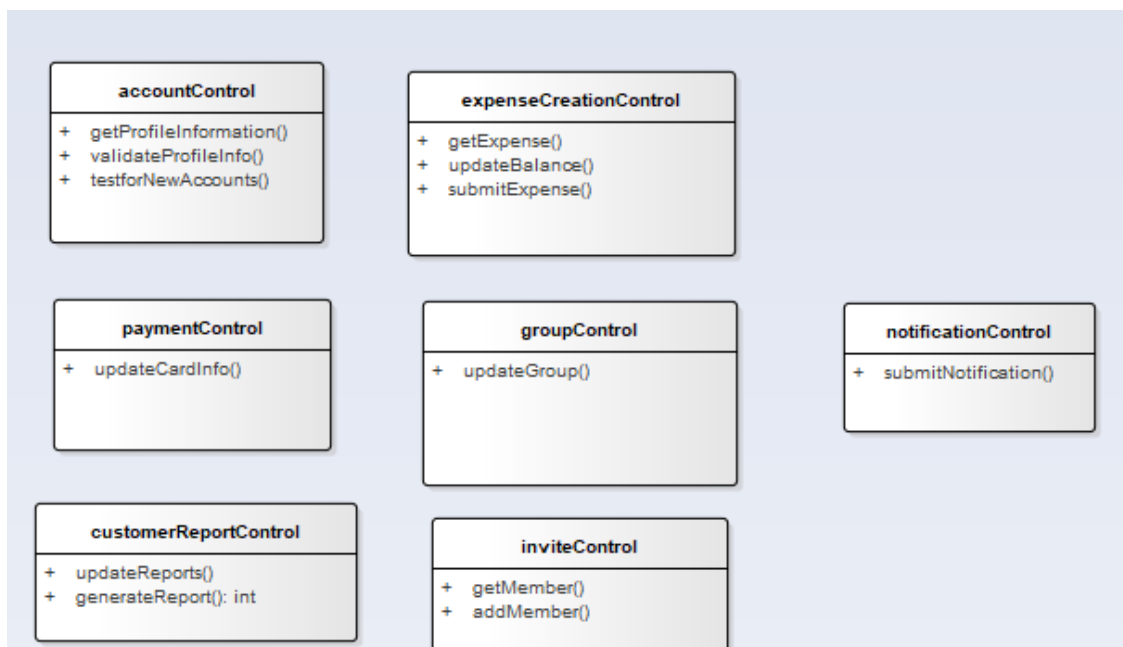 accountControl
+ getProfileInformation()
+ validateProfileInfo()
+ testforNewAccounts()
expenseCreationControl
+ getExpense()
+ updateBalance()
+ submitExpense()
paymentControl
+ updateCardInfo()
groupControl
+ updateGroup()
notificationControl
+ submitNotification()
customerReportControl
+ updateReports()
+ generateReport(): int
inviteControl
+ getMember()
+ addMember()